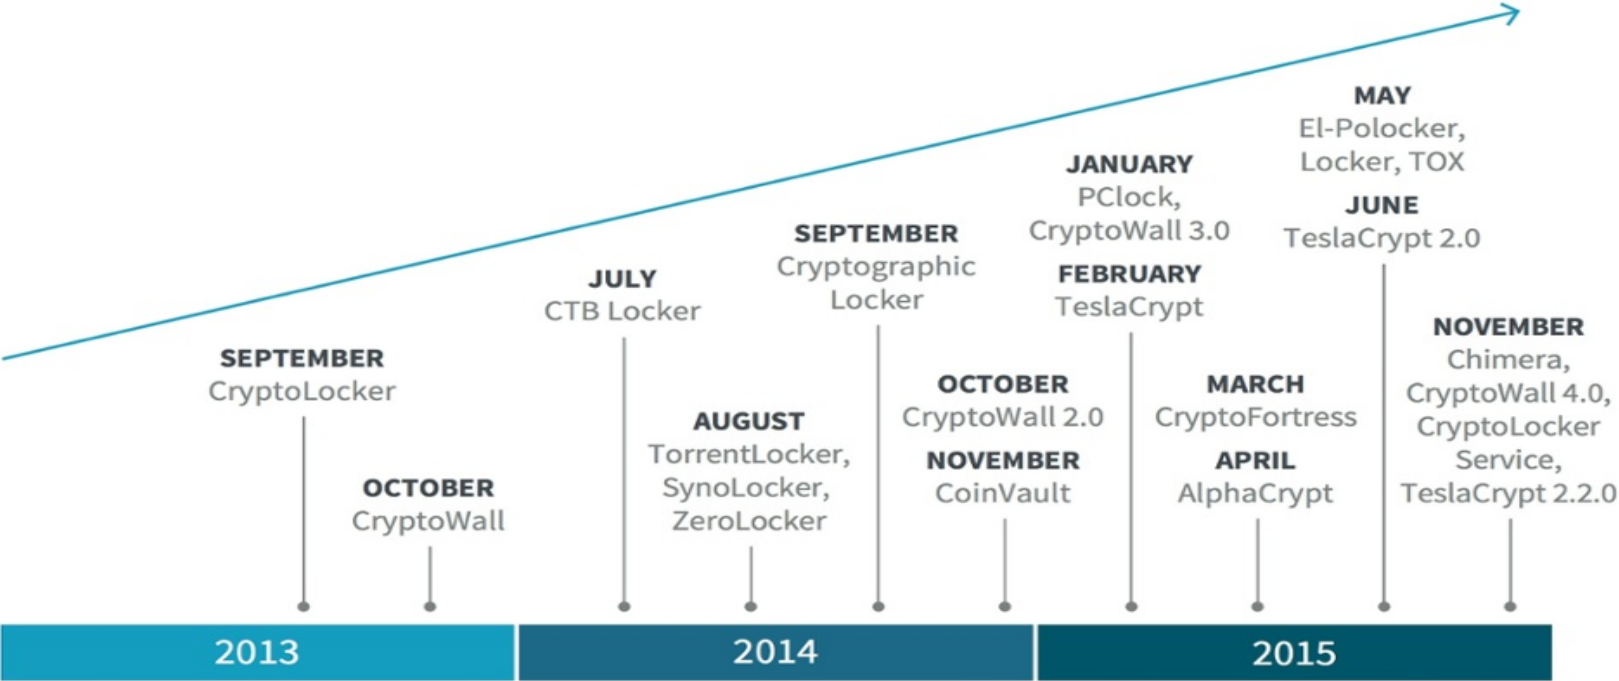 SEPTEMBER
CryptoLocker
OCTOBER
CryptoWall
JULY
CTB Locker
AUGUST
TorrentLocker,
SynoLocker,
ZeroLocker
SEPTEMBER
Cryptographic
Locker
OCTOBER
CryptoWall 2.0
NOVEMBER
CoinVault
JANUARY
PClock,
CryptoWall 3.0
FEBRUARY
TeslaCrypt
MARCH
CryptoFortress
APRIL
AlphaCrypt
MAY
El-Polocker,
Locker, TOX
JUNE
TeslaCrypt 2.0
NOVEMBER
Chimera,
CryptoWall 4.0,
CryptoLocker
Service,
TeslaCrypt 2.2.0
2013
2014
2015